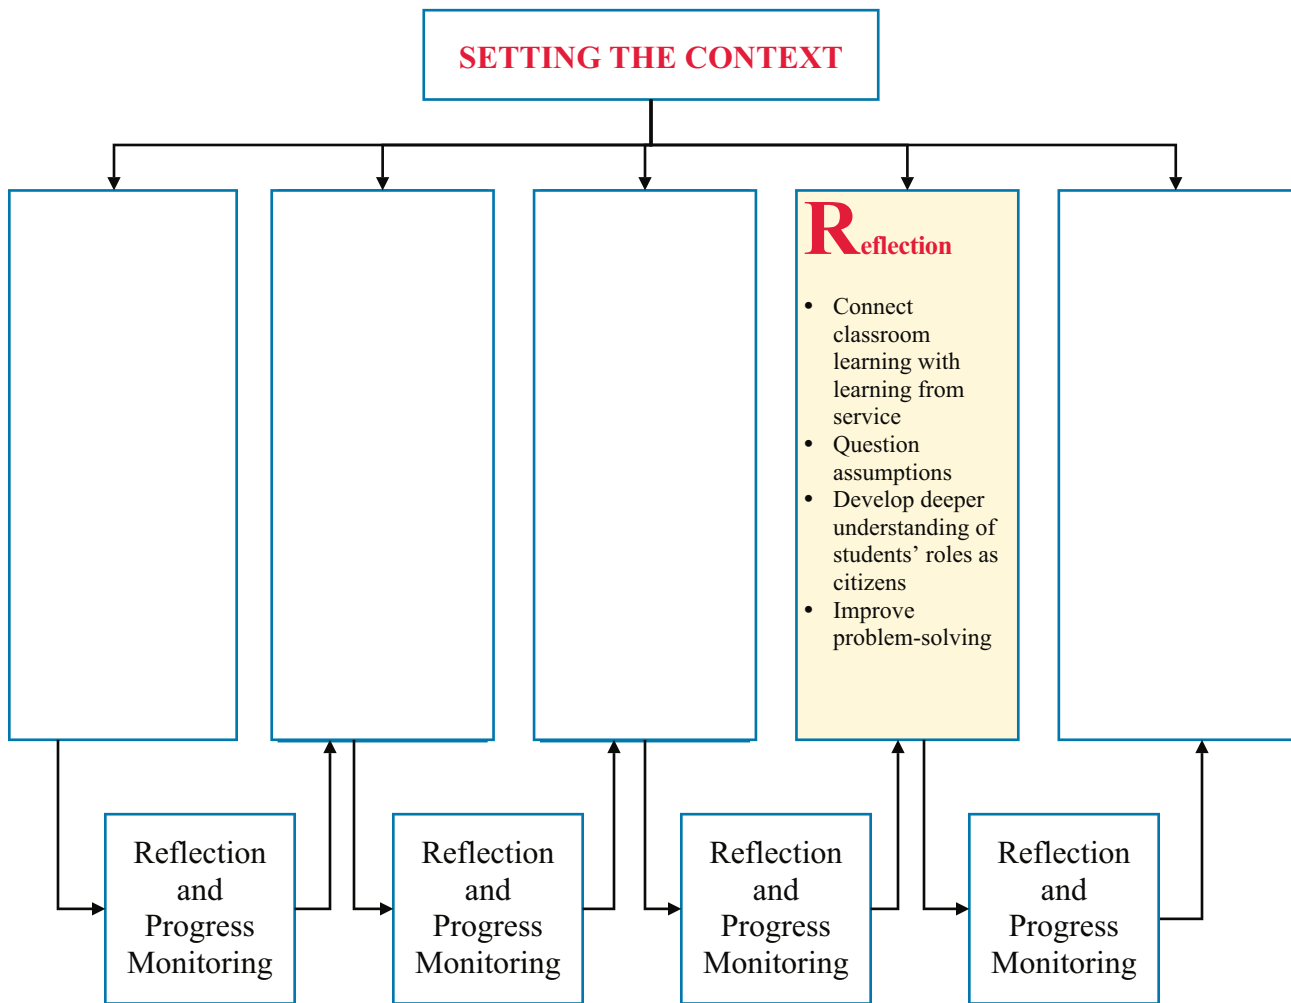 SETTING THE CONTEXT
Reflection
• Connect
classroom
learning with
learning from
service
• Question
assumptions
• Develop deeper
understanding of
students’ roles as
citizens
• Improve
problem-solving
Reflection
and
Progress
Monitoring
Reflection
and
Progress
Monitoring
Reflection
and
Progress
Monitoring
Reflection
and
Progress
Monitoring